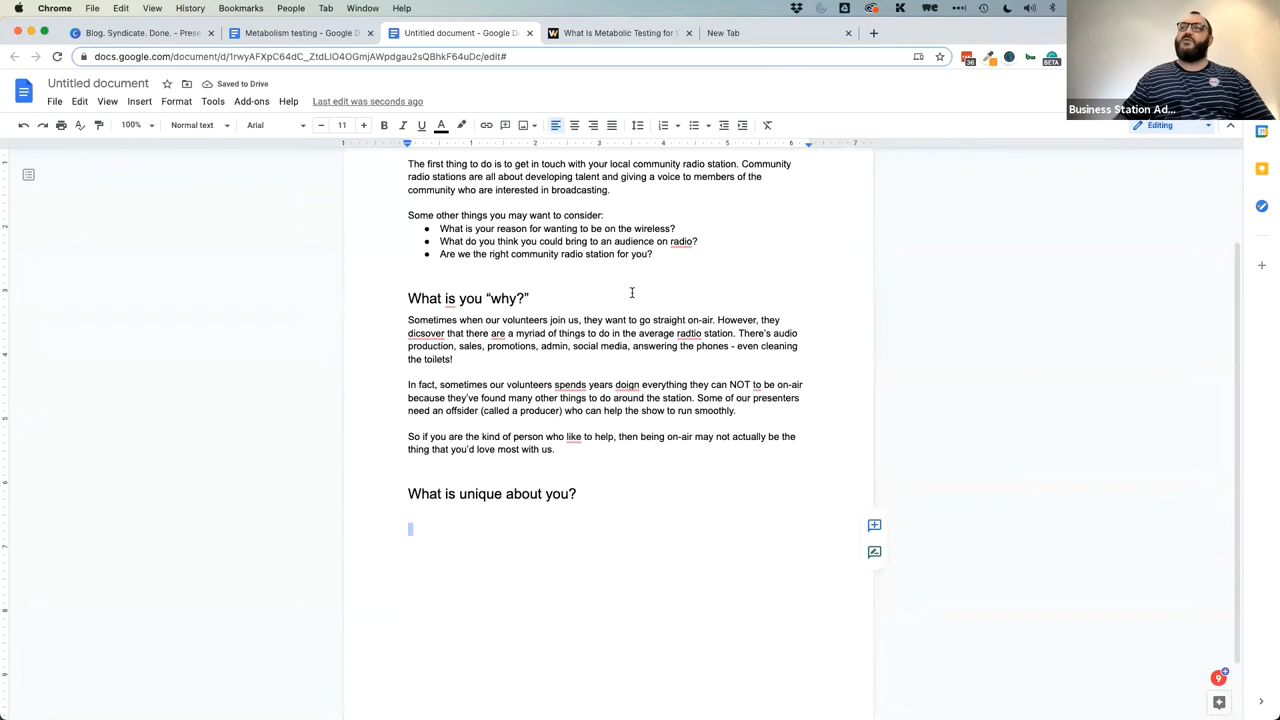 Chrome File Edit View History Bookmarks People Tab Window Help
C Blog. Syndicate. Done. - Prese
Metabolism testing - Google D
Untitled document - Google Do
What is Metabolic Testing for W
New Tab
docs.google.com/document/d/1rwyAFXpC64dC_ZtdLlO4OGmjAWpdgau2sQBhkF64uDc/edit#
36
BETA
Untitled document
Saved to Drive
File Edit View Insert Format Tools Add-ons Help Last edit was seconds ago
100% Normal text Arial 11 B I U A
Editing
Business Station Ad...
1 1 2 3 4 5 6 7
The first thing to do is to get in touch with your local community radio station. Community
radio stations are all about developing talent and giving a voice to members of the
community who are interested in broadcasting.
Some other things you may want to consider:
● What is your reason for wanting to be on the wireless?
● What do you think you could bring to an audience on radio?
● Are we the right community radio station for you?
What is you “why?”
Sometimes when our volunteers join us, they want to go straight on-air. However, they
dicsover that there are a myriad of things to do in the average radtio station. There’s audio
production, sales, promotions, admin, social media, answering the phones - even cleaning
the toilets!
In fact, sometimes our volunteers spends years doign everything they can NOT to be on-air
because they’ve found many other things to do around the station. Some of our presenters
need an offsider (called a producer) who can help the show to run smoothly.
So if you are the kind of person who like to help, then being on-air may not actually be the
thing that you’d love most with us.
What is unique about you?
9